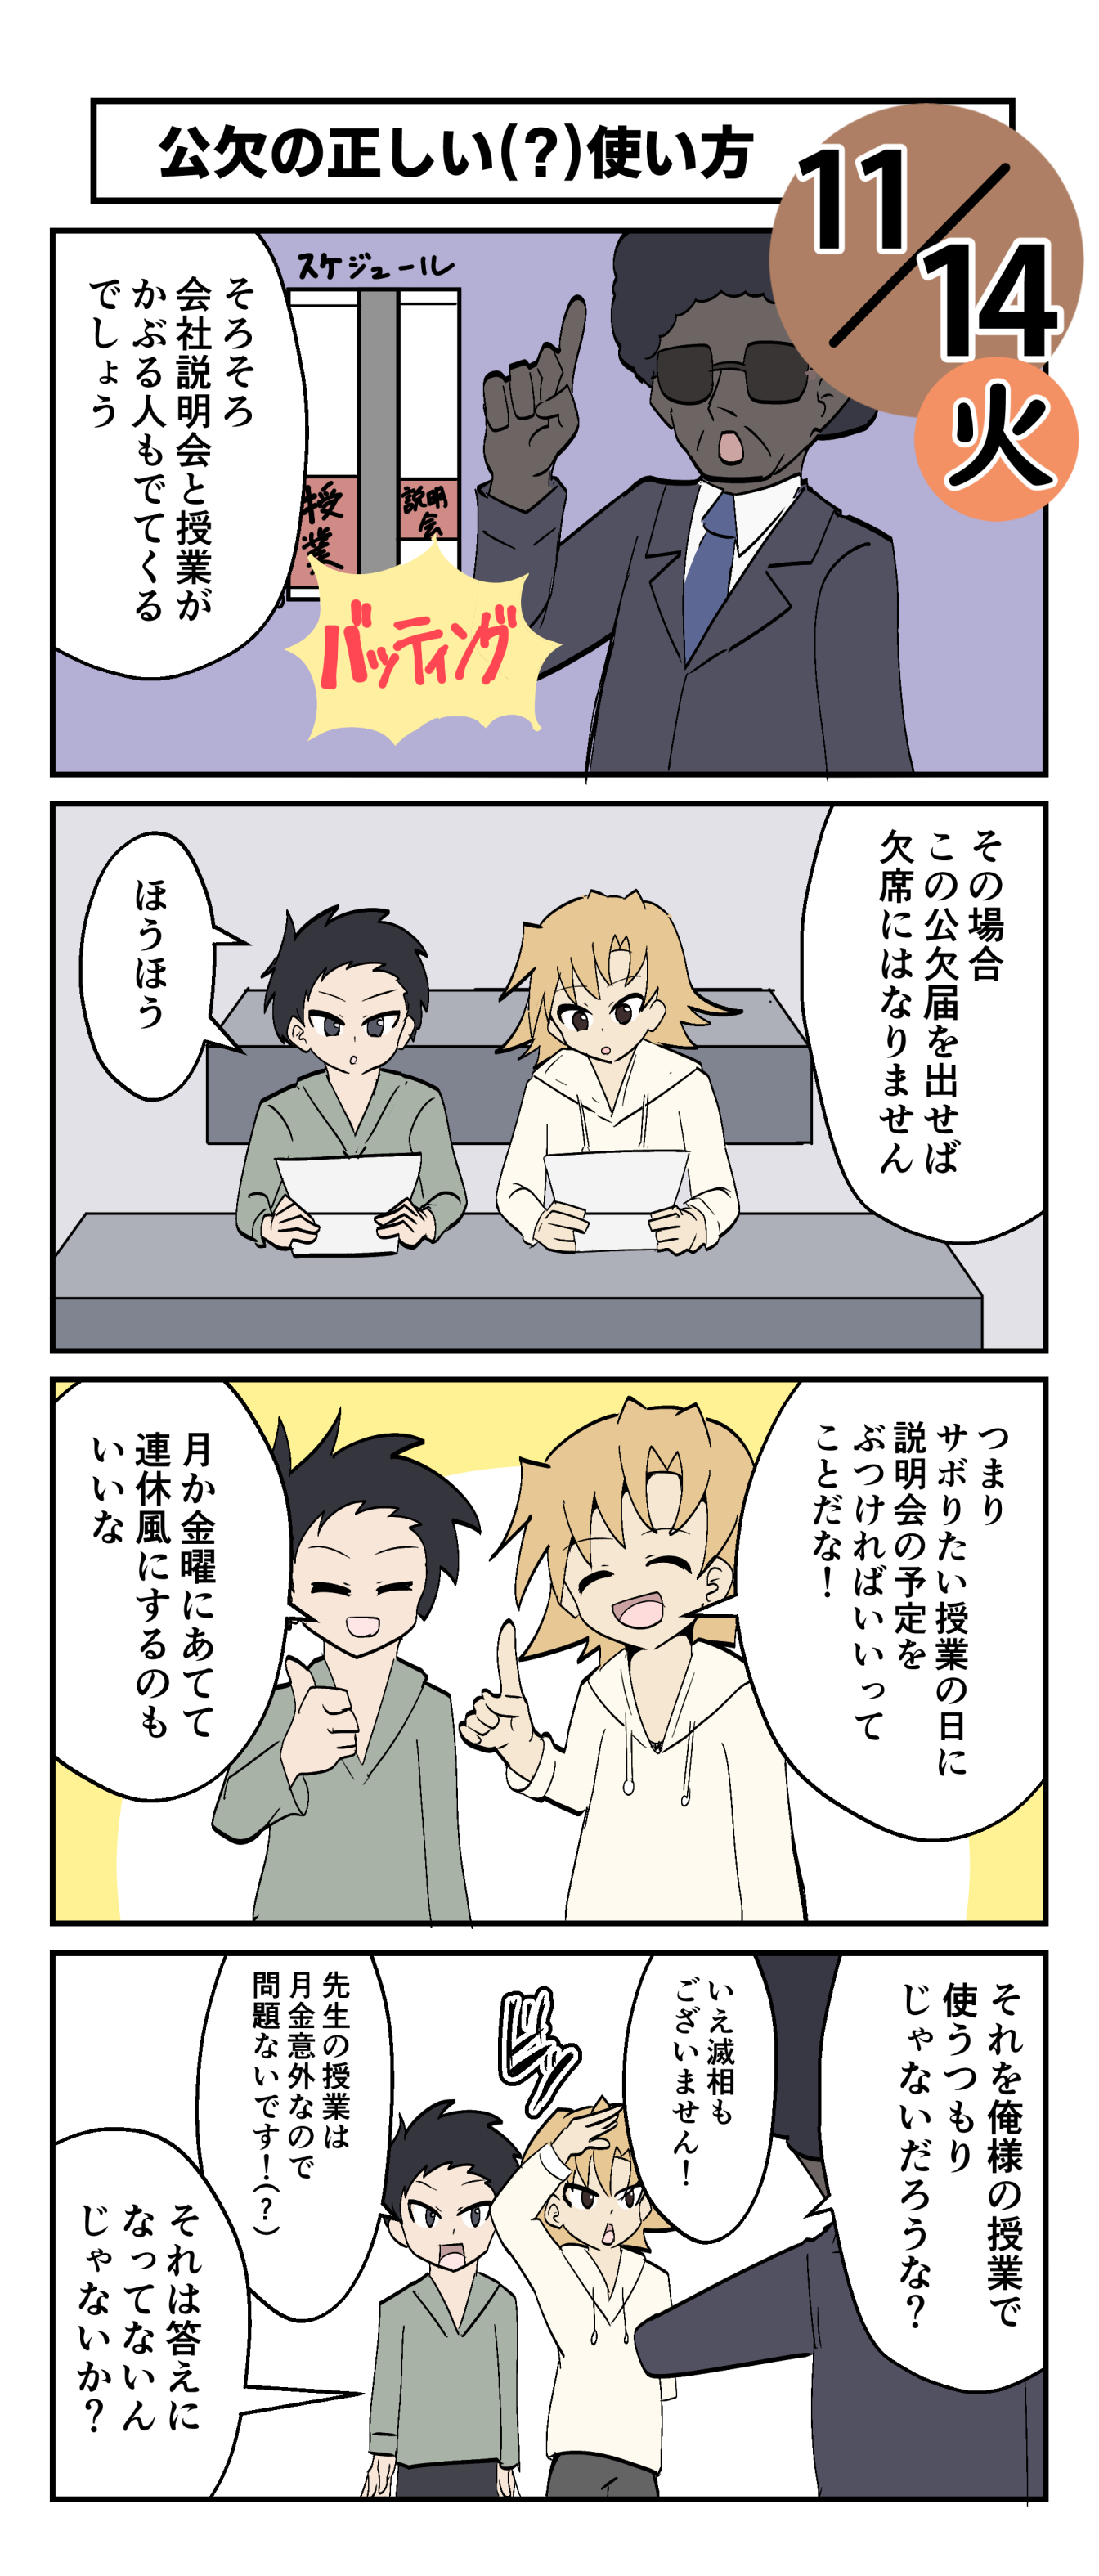 公欠の正しい(?)使い方
11/14
火
スケジュール
授業
説明会
バッティング
そろそろ
会社説明会と授業が
かぶる人もでてくる
でしょう
その場合
この公欠届を出せば
欠席にはなりません
ほうほう
つまり
サボりたい授業の日に
説明会の予定を
ぶつければいいって
ことだな！
月か金曜にあてて
連休風にするのも
いいな
それを俺様の授業で
使うつもり
じゃないだろうな？
いえ滅相も
ございません！
ビシッ
先生の授業は
月金意外なので
問題ないです！(？)
それは答えに
なってないん
じゃないか？